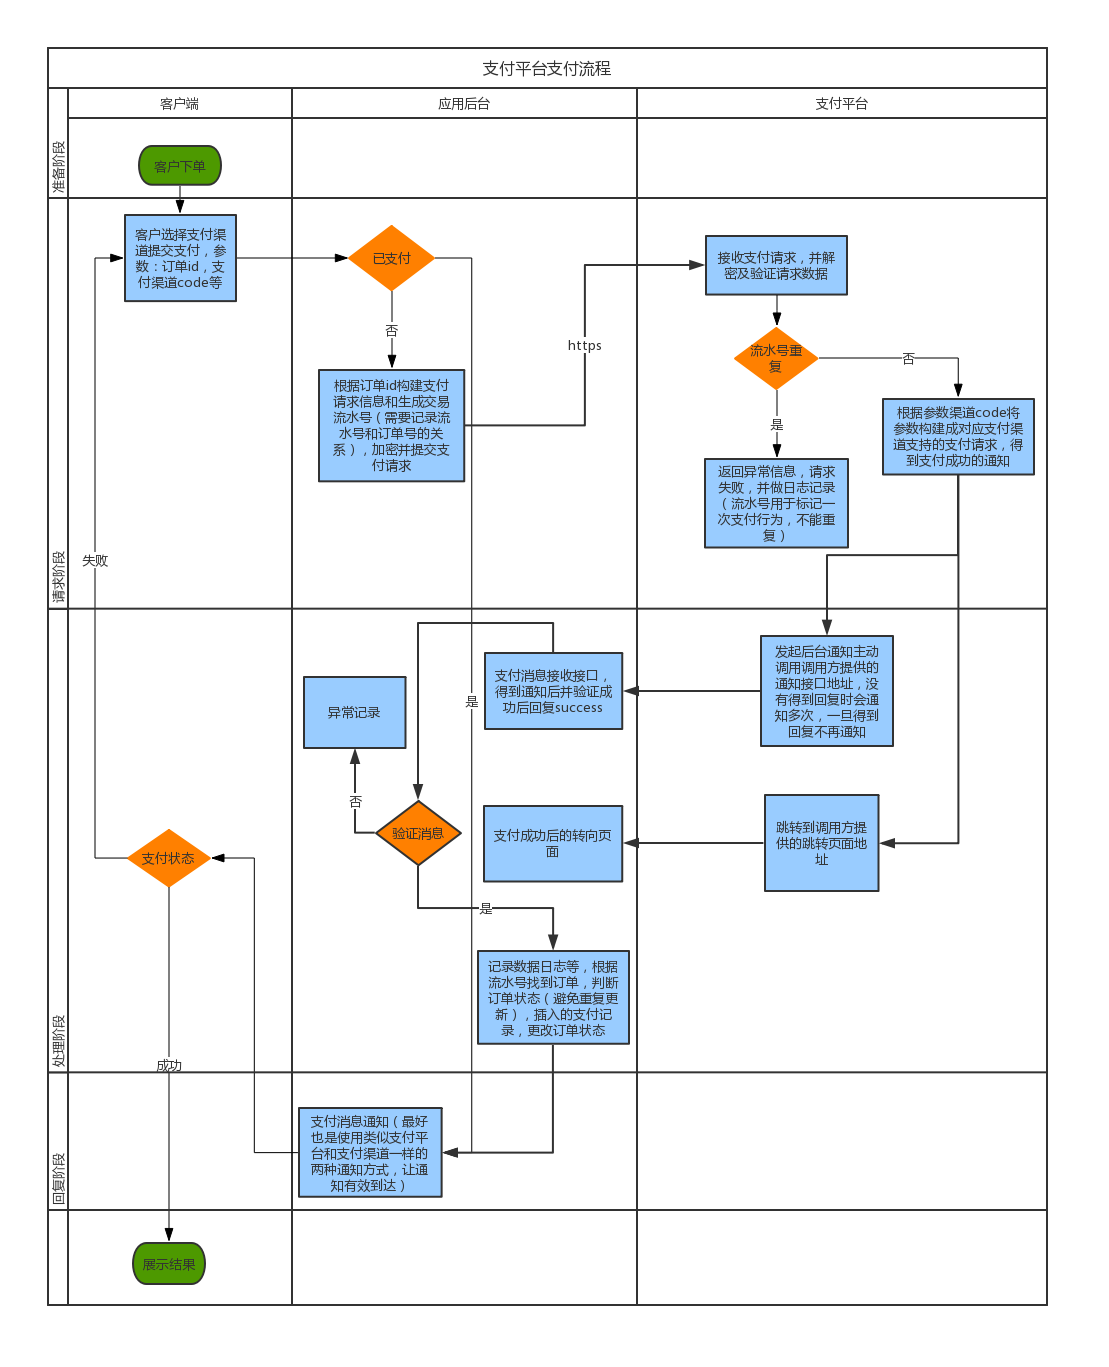 支付平台支付流程
客户端
应用后台
支付平台
准备阶段
客户下单
请求阶段
客户选择支付渠
道提交支付，参
数：订单id，支
付渠道code等
已支付
否
根据订单id构建支付
请求信息和生成交易
流水号（需要记录流
水号和订单号的关
系），加密并提交支
付请求
https
接收支付请求，并解
密及验证请求数据
流水号重
复
否
是
根据参数渠道code将
参数构建成对应支付渠
道支持的支付请求，得
到支付成功的通知
返回异常信息，请求
失败，并做日志记录
（流水号用于标记一
次支付行为，不能重
复）
失败
处理阶段
发起后台通知主动
调用调用方提供的
通知接口地址，没
有得到回复时会通
知多次，一旦得到
回复不再通知
支付消息接收接口，
得到通知后并验证成
功后回复success
是
异常记录
否
验证消息
支付成功后的转向页
面
跳转到调用方提
供的跳转页面地
址
支付状态
是
记录数据日志等，根据
流水号找到订单，判断
订单状态（避免重复更
新），插入的支付记
录，更改订单状态
成功
回复阶段
支付消息通知（最好
也是使用类似支付平
台和支付渠道一样的
两种通知方式，让通
知有效到达）
展示结果